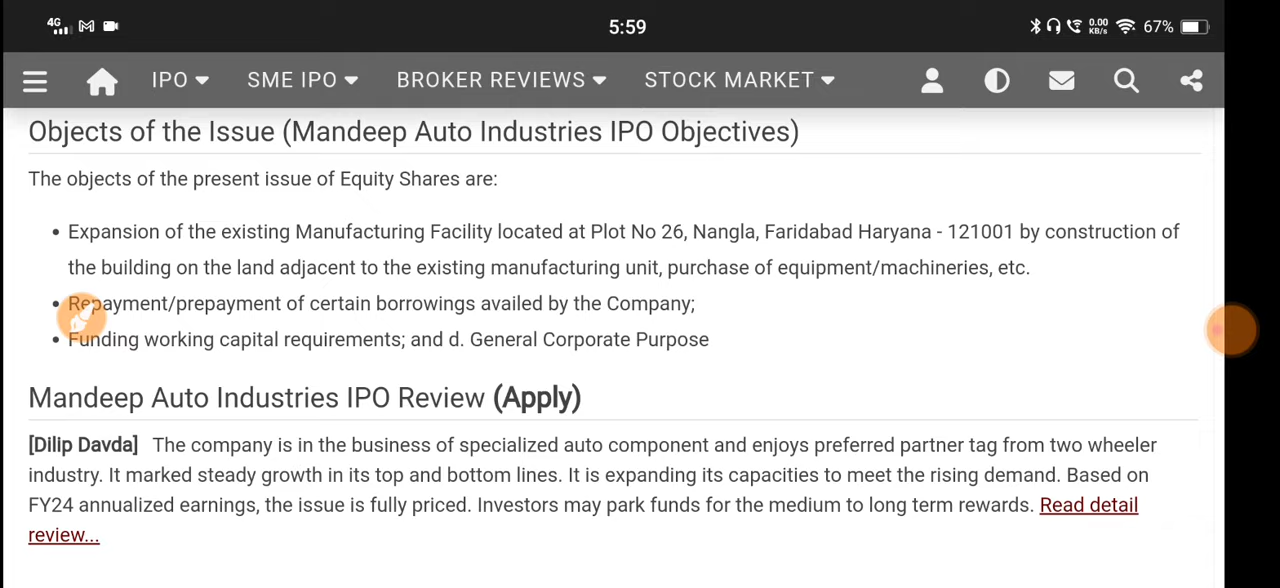 4G 5:59 0.00 KB/s 67%
IPO SME IPO BROKER REVIEWS STOCK MARKET
Objects of the Issue (Mandeep Auto Industries IPO Objectives)
The objects of the present issue of Equity Shares are:
• Expansion of the existing Manufacturing Facility located at Plot No 26, Nangla, Faridabad Haryana - 121001 by construction of
the building on the land adjacent to the existing manufacturing unit, purchase of equipment/machineries, etc.
• Repayment/prepayment of certain borrowings availed by the Company;
• Funding working capital requirements; and d. General Corporate Purpose
Mandeep Auto Industries IPO Review (Apply)
[Dilip Davda] The company is in the business of specialized auto component and enjoys preferred partner tag from two wheeler
industry. It marked steady growth in its top and bottom lines. It is expanding its capacities to meet the rising demand. Based on
FY24 annualized earnings, the issue is fully priced. Investors may park funds for the medium to long term rewards. Read detail
review...